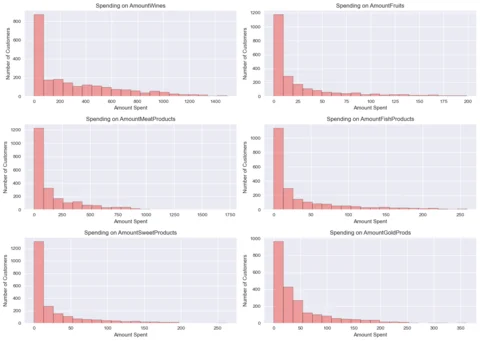 Spending on AmountWines
Number of Customers
800
600
400
200
0
0 200 400 600 800 1000 1200 1400
Amount Spent
Spending on AmountFruits
Number of Customers
1200
1000
800
600
400
200
0
0 25 50 75 100 125 150 175 200
Amount Spent
Spending on AmountMeatProducts
Number of Customers
1200
1000
800
600
400
200
0
0 250 500 750 1000 1250 1500 1750
Amount Spent
Spending on AmountFishProducts
Number of Customers
1000
800
600
400
200
0
0 50 100 150 200 250
Amount Spent
Spending on AmountSweetProducts
Number of Customers
1200
1000
800
600
400
200
0
0 50 100 150 200 250
Amount Spent
Spending on AmountGoldProds
Number of Customers
1000
800
600
400
200
0
0 50 100 150 200 250 300 350
Amount Spent